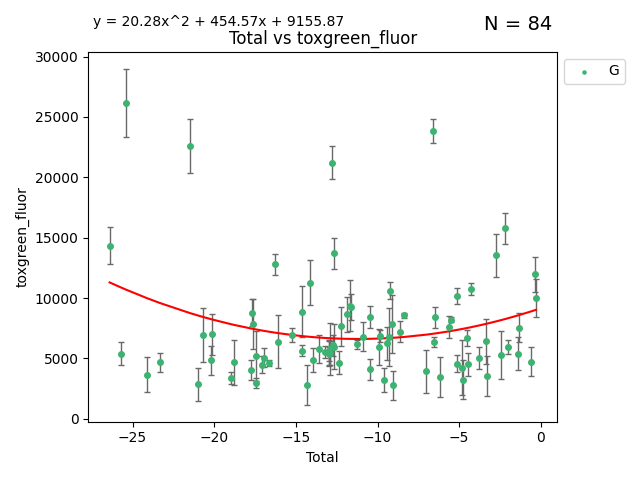 y = 20.28x^2 + 454.57x + 9155.87
N = 84
Total vs toxgreen_fluor
G
30000
25000
20000
15000
10000
5000
0
toxgreen_fluor
−25
−20
−15
−10
−5
0
Total